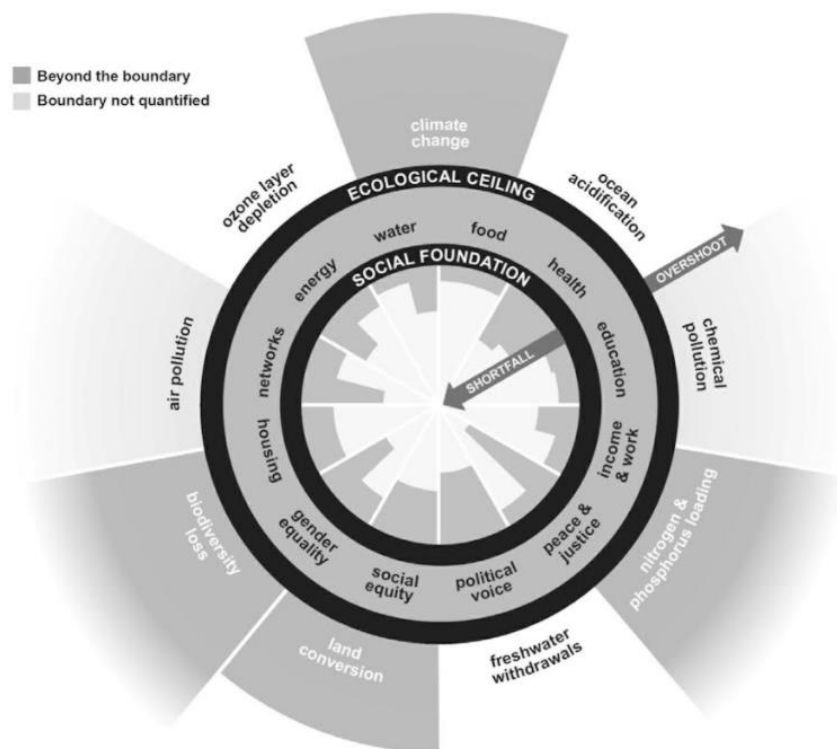 Beyond the boundary
Boundary not quantified
climate
change
ozone layer
depletion
ocean
acidification
ECOLOGICAL CEILING
OVERSHOOT
water
food
energy
health
SOCIAL FOUNDATION
SHORTFALL
air pollution
networks
education
chemical
pollution
housing
income
& work
biodiversity
loss
gender
equality
social
equity
political
voice
peace &
justice
nitrogen &
phosphorus loading
land
conversion
freshwater
withdrawals